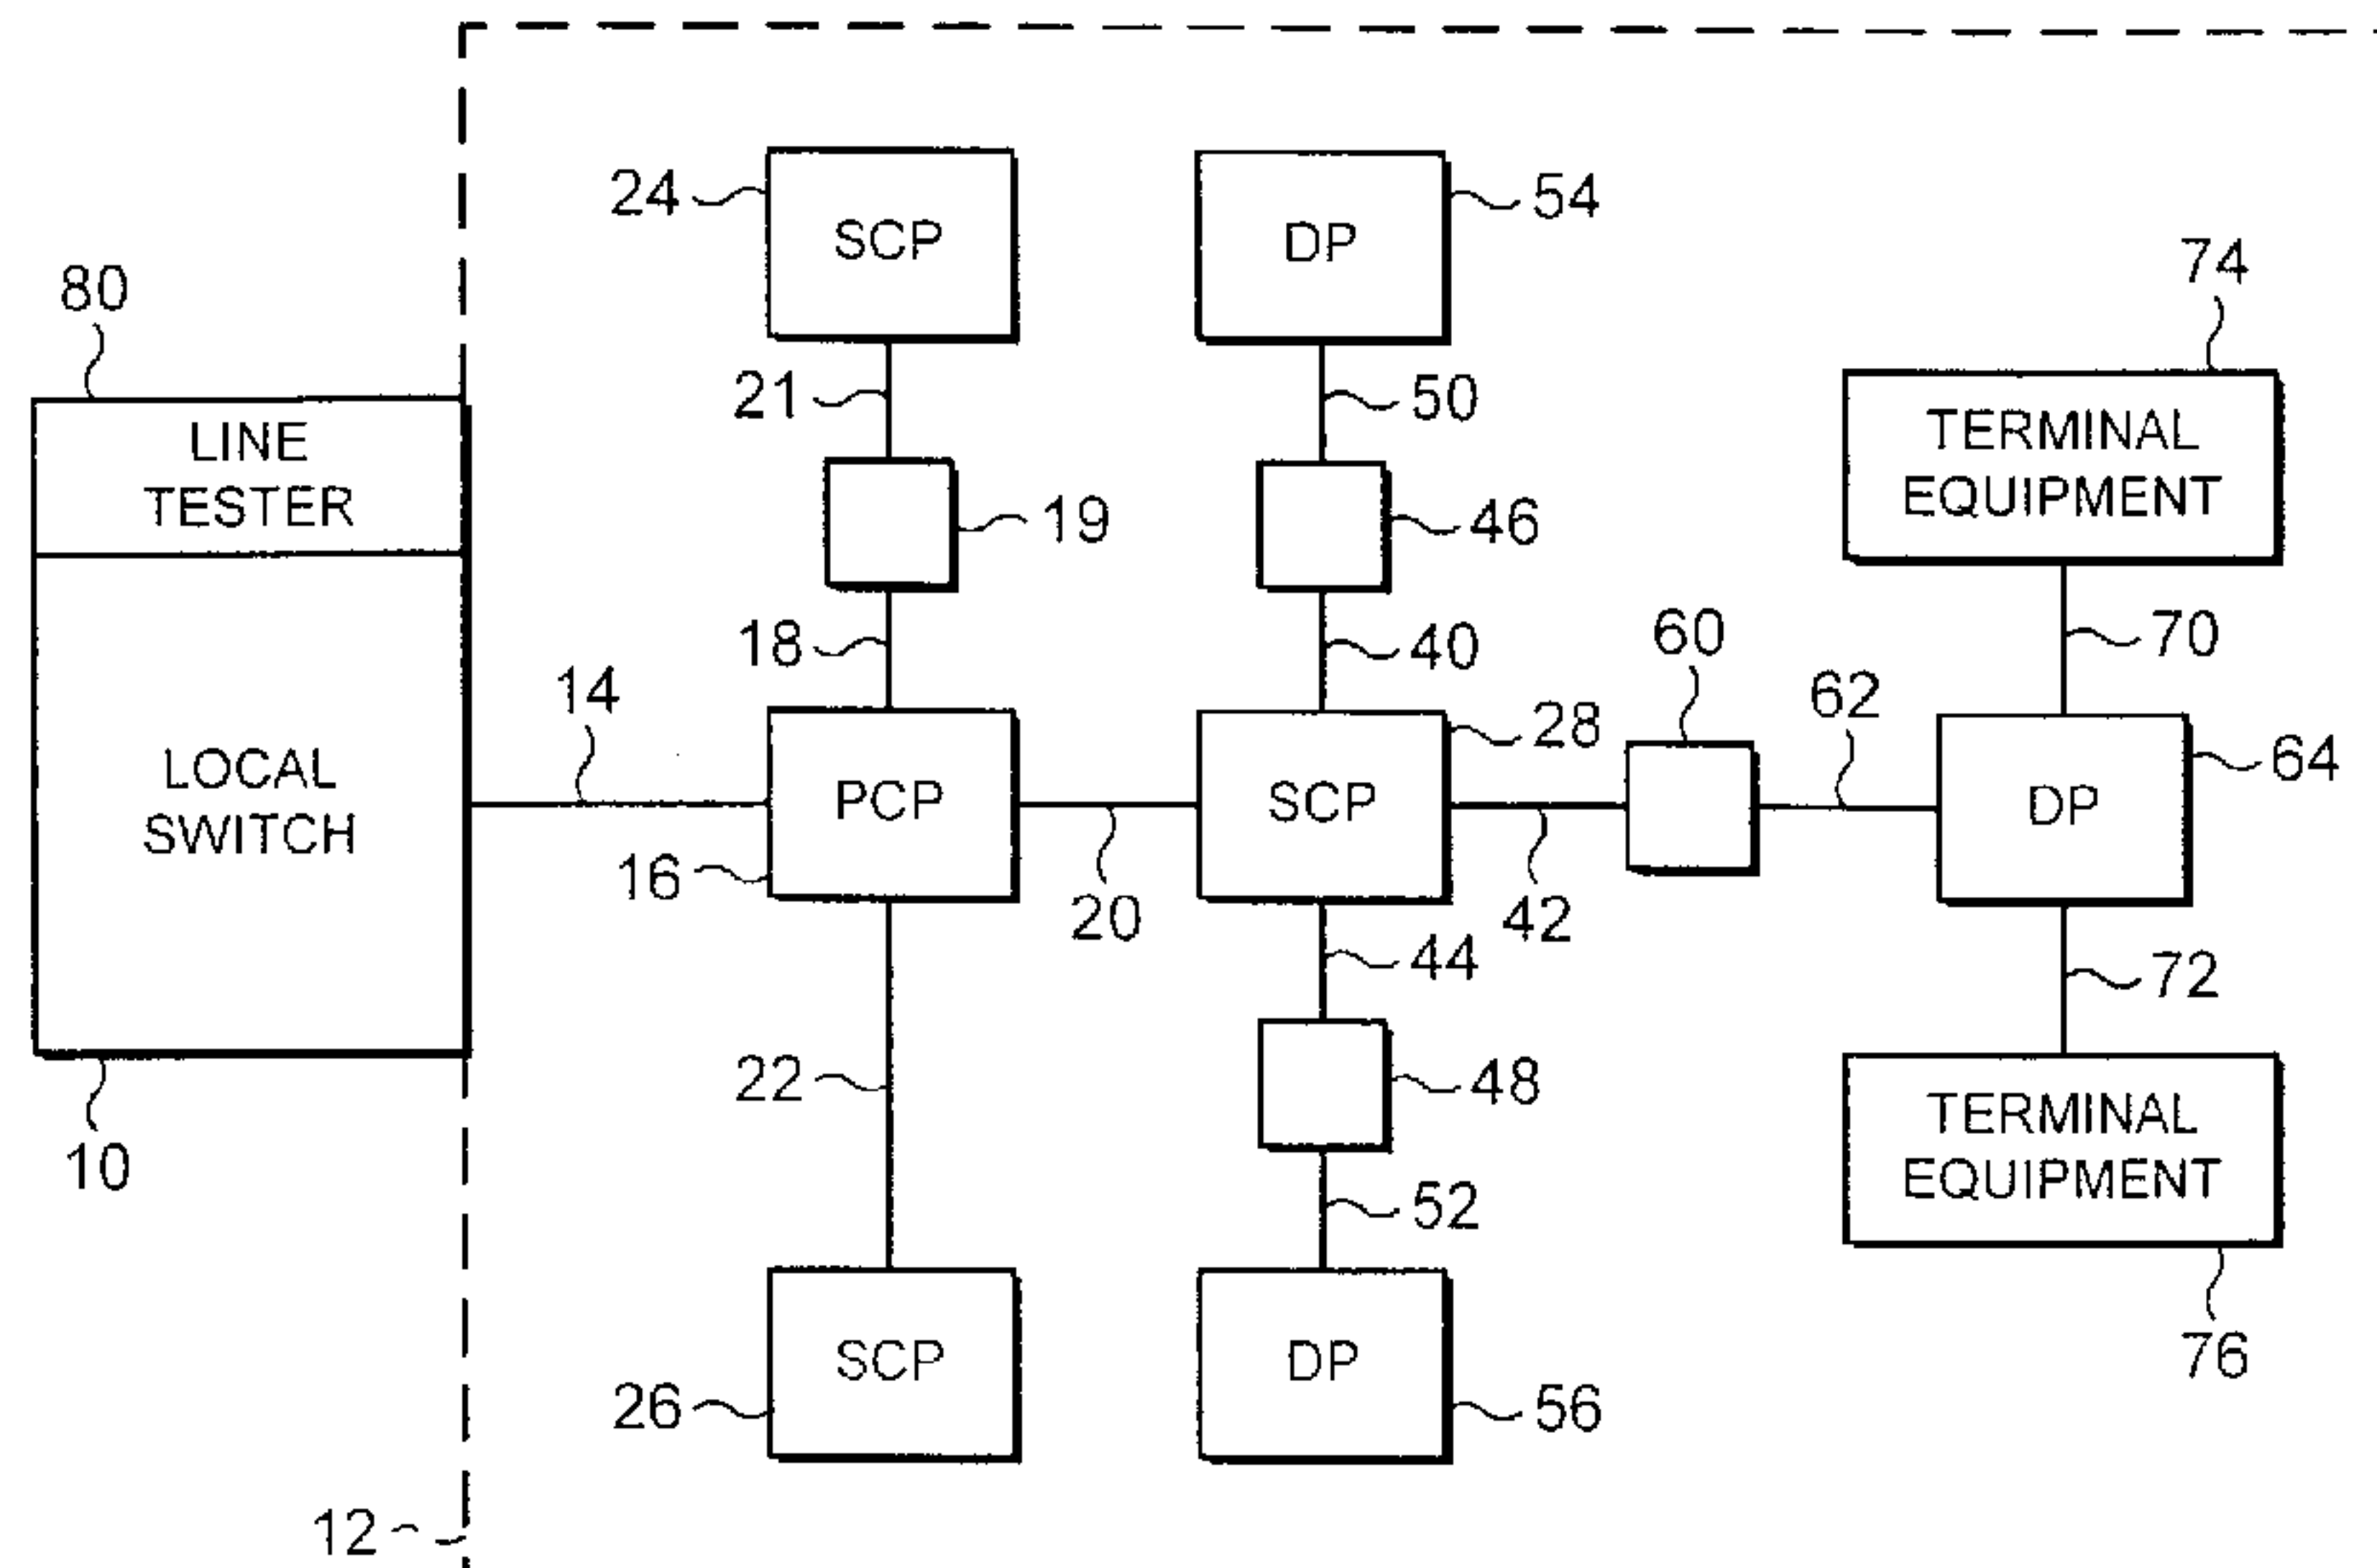 24
SCP
DP
54
74
80
21
50
TERMINAL
EQUIPMENT
LINE
TESTER
19
46
18
40
60
70
14
28
62
64
LOCAL
SWITCH
PCP
SCP
DP
16
20
42
44
72
22
48
10
52
TERMINAL
EQUIPMENT
SCP
DP
26
56
76
12